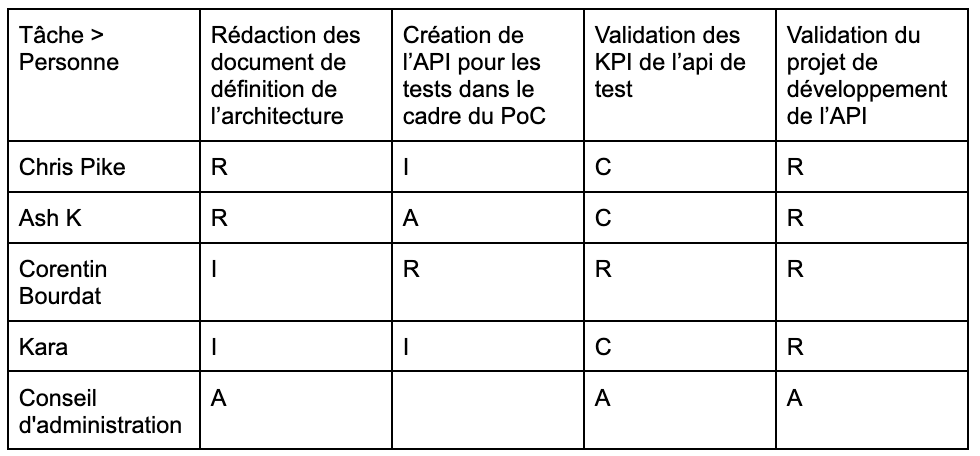 Tâche >
Personne
Rédaction des
document de
définition de
l’architecture
Création de
l’API pour les
tests dans le
cadre du PoC
Validation des
KPI de l’api de
test
Validation du
projet de
développement
de l’API
Chris Pike
R
I
C
R
Ash K
R
A
C
R
Corentin
Bourdat
I
R
R
R
Kara
I
I
C
R
Conseil
d'administration
A
A
A